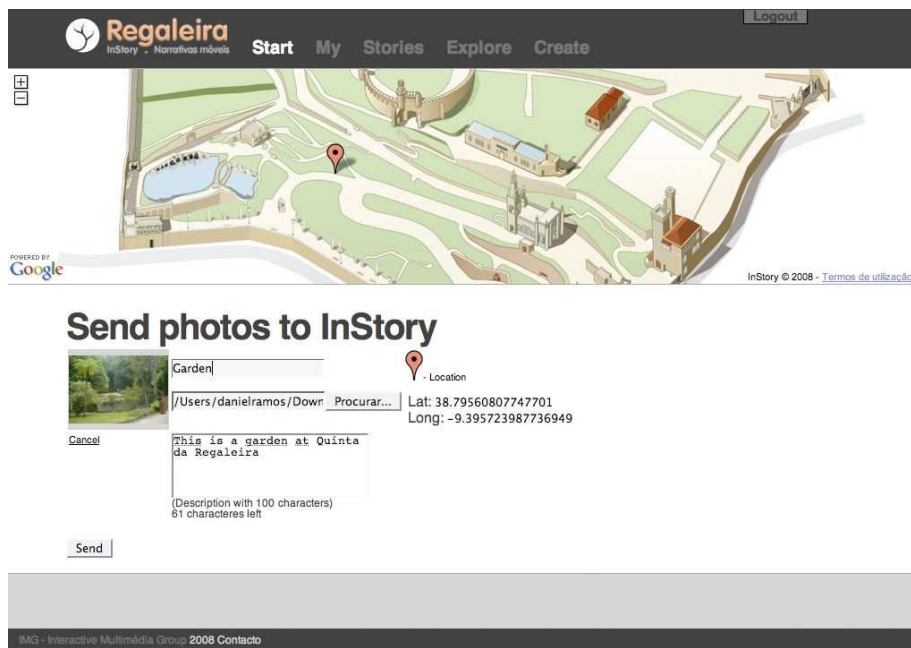 Logout
Regaleira
InStory . Narrativas móveis
Start My Stories Explore Create
+
−
POWERED BY
Google
InStory © 2008 - Termos de utilização
Send photos to InStory
Garden
- Location
/Users/danielramos/Down Procurar...
Lat: 38.79560807747701
Long: -9.395723987736949
Cancel
This is a garden at Quinta
da Regaleira
(Description with 100 characters)
61 characteres left
Send
IMG - Interactive Multimédia Group 2008 Contacto